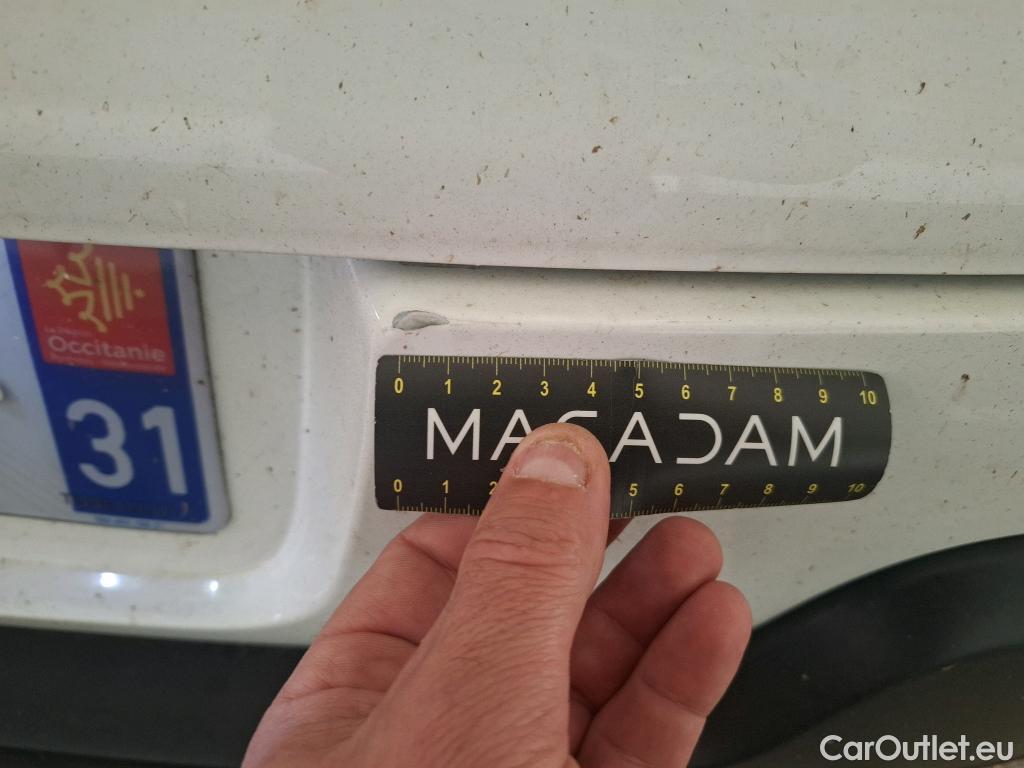 Occitanie
31
0 1 2 3 4 5 6 7 8 9 10
MACADAM
0 1 2 5 6 7 8 9 10
CarOutlet.eu